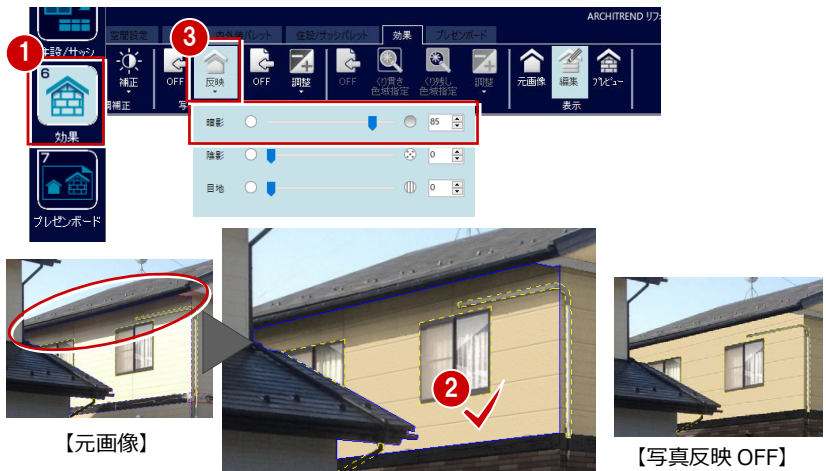 ARCHITREND リフォ
空間設定
内外装パレット
住設/サッシパレット
効果
プレゼンボード
1
住設/サッシ
6
効果
7
プレゼンボード
3
補正
OFF
反映
OFF
調整
OFF
くり貫き
色域指定
くり残し
色域指定
調整
元画像
編集
プレビュー
調補正
写
表示
暗影
85
陰影
0
目地
0
2
【元画像】
【写真反映 OFF】